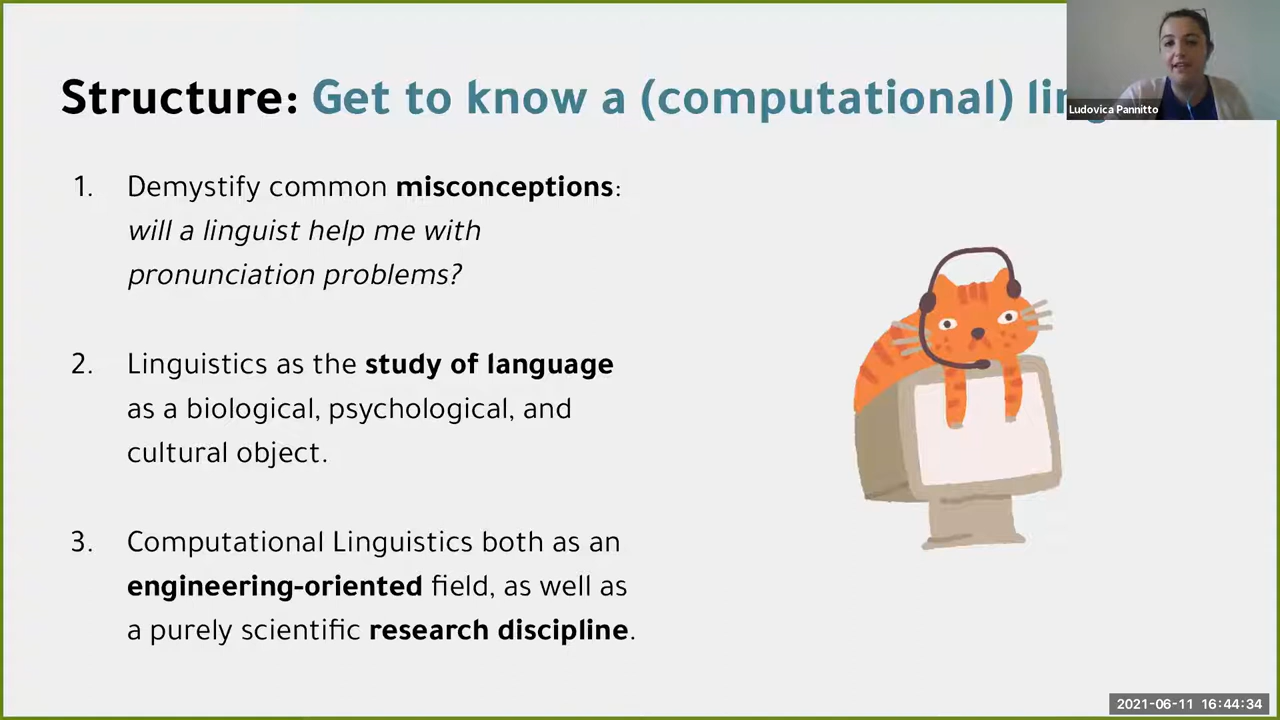 Structure: Get to know a (computational)
Ludovica Pannitto
1. Demystify common misconceptions:
will a linguist help me with
pronunciation problems?
2. Linguistics as the study of language
as a biological, psychological, and
cultural object.
3. Computational Linguistics both as an
engineering-oriented field, as well as
a purely scientific research discipline.
2021-06-11 16:44:34